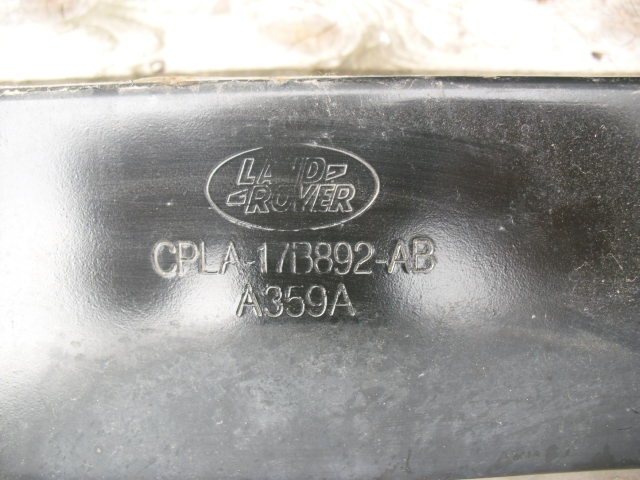 LAND
ROVER
CPLA-17B892-AB
A359A